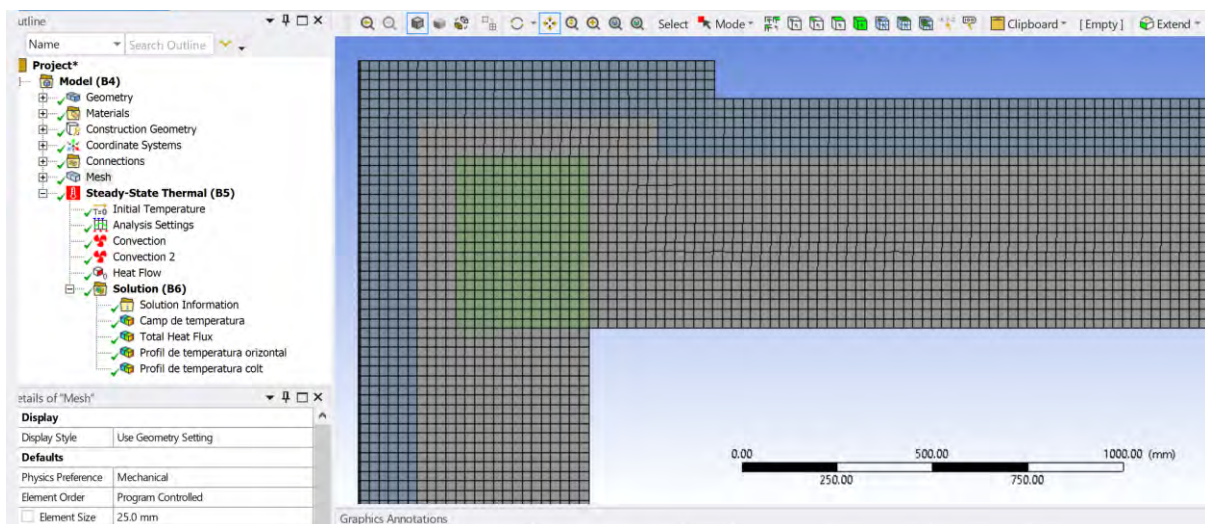 utline
Name Search Outline
Project*
Model (B4)
Geometry
Materials
Construction Geometry
Coordinate Systems
Connections
Mesh
Steady-State Thermal (B5)
T=0 Initial Temperature
Analysis Settings
Convection
Convection 2
Heat Flow
Solution (B6)
Solution Information
Camp de temperatura
Total Heat Flux
Profil de temperatura orizontal
Profil de temperatura colt
etails of "Mesh"
Display
Display Style Use Geometry Setting
Defaults
Physics Preference Mechanical
Element Order Program Controlled
Element Size 25.0 mm
Select Mode Clipboard [Empty] Extend
0.00 500.00 1000.00 (mm)
250.00 750.00
Graphics Annotations